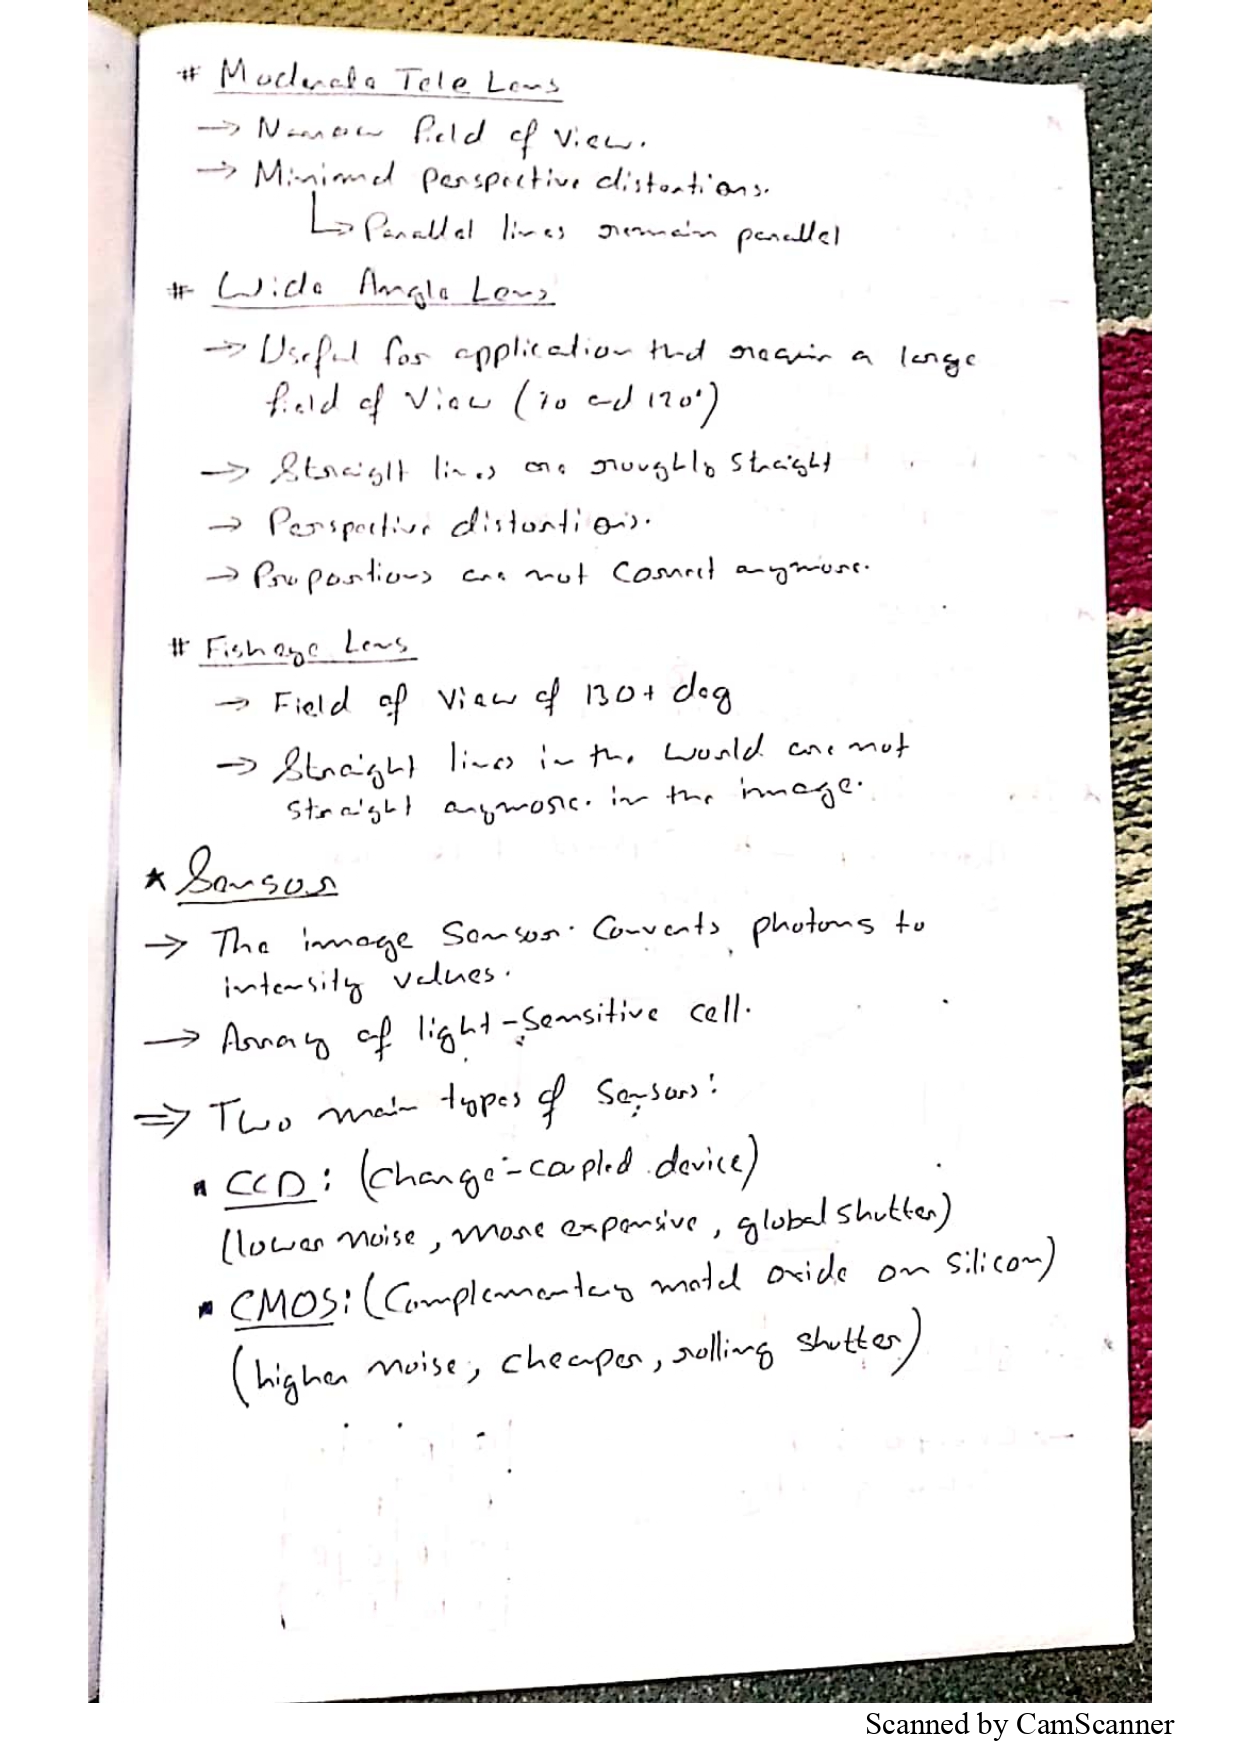 # Moderate Tele Lens
→ Narrow field of view.
→ Minimal perspective distortions.
↳ Parallel lines remain parallel
# Wide Angle Lens
→ Useful for application that require a large
field of view (70 and 120°)
→ Straight lines are roughly straight
→ Perspective distortions.
→ Proportions are not correct anymore.
# Fisheye Lens
→ Field of view of 130+ deg
→ Straight lines in the world are not
straight anymore in the image.
★ Sensor
→ The image sensor converts photons to
intensity values.
→ Array of light-sensitive cell.
⇒ Two main types of sensors:
▪ CCD: (Charge-coupled device)
(lower noise, more expensive, global shutter)
▪ CMOS: (Complementary metal oxide on silicon)
(higher noise, cheaper, rolling shutter)
Scanned by CamScanner